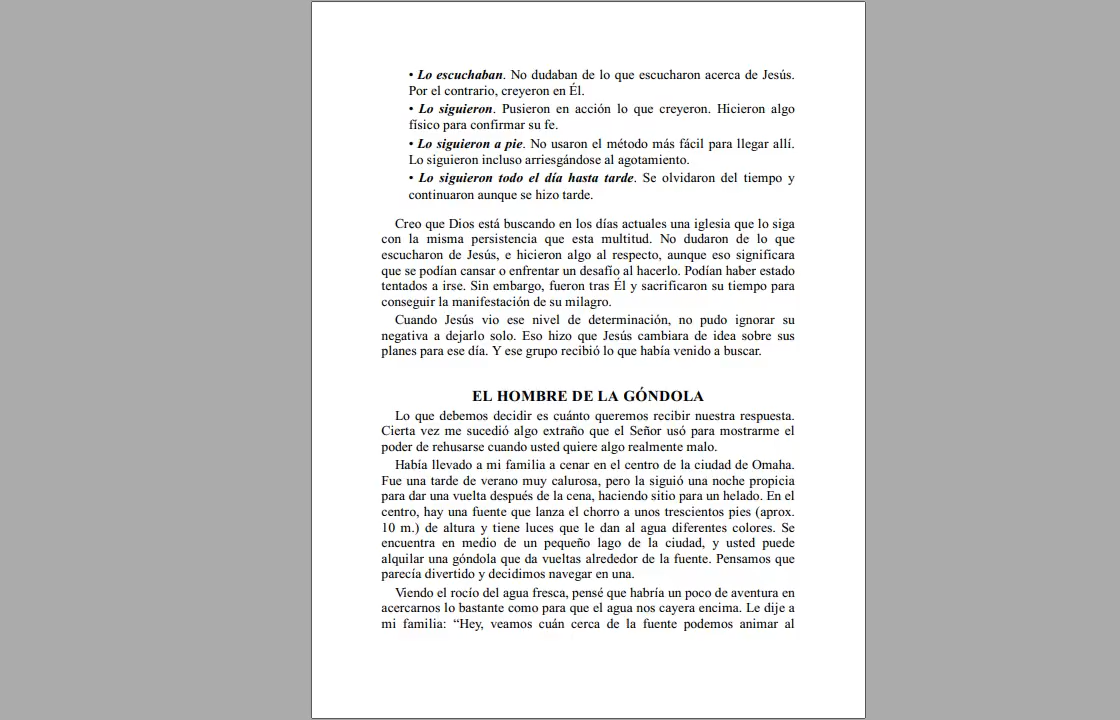 • Lo escuchaban. No dudaban de lo que escucharon acerca de Jesús.
Por el contrario, creyeron en Él.
• Lo siguieron. Pusieron en acción lo que creyeron. Hicieron algo
físico para confirmar su fe.
• Lo siguieron a pie. No usaron el método más fácil para llegar allí.
Lo siguieron incluso arriesgándose al agotamiento.
• Lo siguieron todo el día hasta tarde. Se olvidaron del tiempo y
continuaron aunque se hizo tarde.
Creo que Dios está buscando en los días actuales una iglesia que lo siga
con la misma persistencia que esta multitud. No dudaron de lo que
escucharon de Jesús, e hicieron algo al respecto, aunque eso significara
que se podían cansar o enfrentar un desafío al hacerlo. Podían haber estado
tentados a irse. Sin embargo, fueron tras Él y sacrificaron su tiempo para
conseguir la manifestación de su milagro.
Cuando Jesús vio ese nivel de determinación, no pudo ignorar su
negativa a dejarlo solo. Eso hizo que Jesús cambiara de idea sobre sus
planes para ese día. Y ese grupo recibió lo que había venido a buscar.
EL HOMBRE DE LA GÓNDOLA
Lo que debemos decidir es cuánto queremos recibir nuestra respuesta.
Cierta vez me sucedió algo extraño que el Señor usó para mostrarme el
poder de rehusarse cuando usted quiere algo realmente malo.
Había llevado a mi familia a cenar en el centro de la ciudad de Omaha.
Fue una tarde de verano muy calurosa, pero la siguió una noche propicia
para dar una vuelta después de la cena, haciendo sitio para un helado. En el
centro, hay una fuente que lanza el chorro a unos trescientos pies (aprox.
10 m.) de altura y tiene luces que le dan al agua diferentes colores. Se
encuentra en medio de un pequeño lago de la ciudad, y usted puede
alquilar una góndola que da vueltas alrededor de la fuente. Pensamos que
parecía divertido y decidimos navegar en una.
Viendo el rocío del agua fresca, pensé que habría un poco de aventura en
acercarnos lo bastante como para que el agua nos cayera encima. Le dije a
mi familia: “Hey, veamos cuán cerca de la fuente podemos animar al